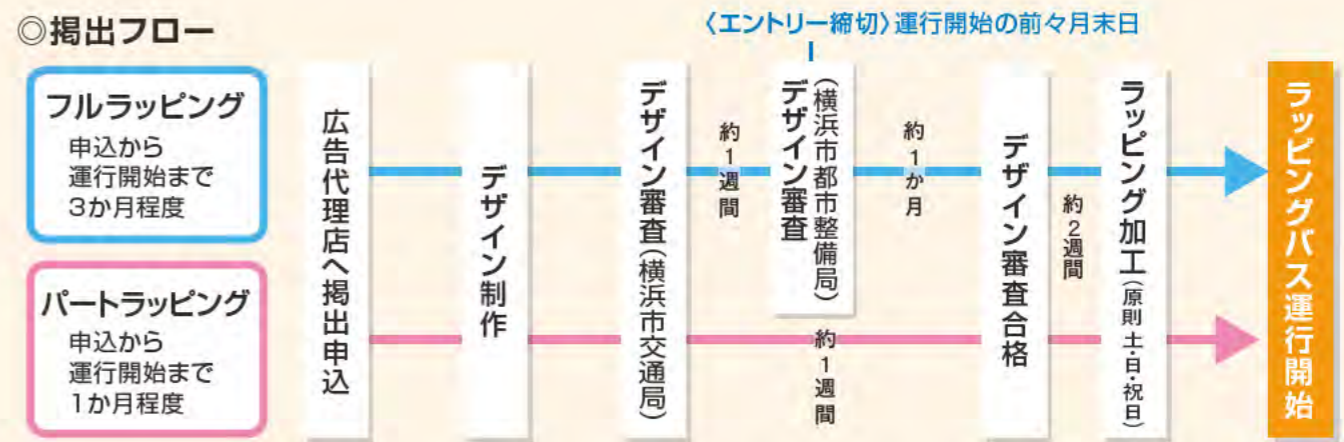 ◎掲出フロー
〈エントリー締切〉運行開始の前々月末日
フルラッピング
申込から
運行開始まで
3か月程度
パートラッピング
申込から
運行開始まで
1か月程度
広告代理店へ掲出申込
デザイン制作
デザイン審査(横浜市交通局)
約1週間
デザイン審査
(横浜市都市整備局)
約1か月
約1週間
デザイン審査合格
約2週間
ラッピング加工(原則 土・日・祝日)
ラッピングバス運行開始